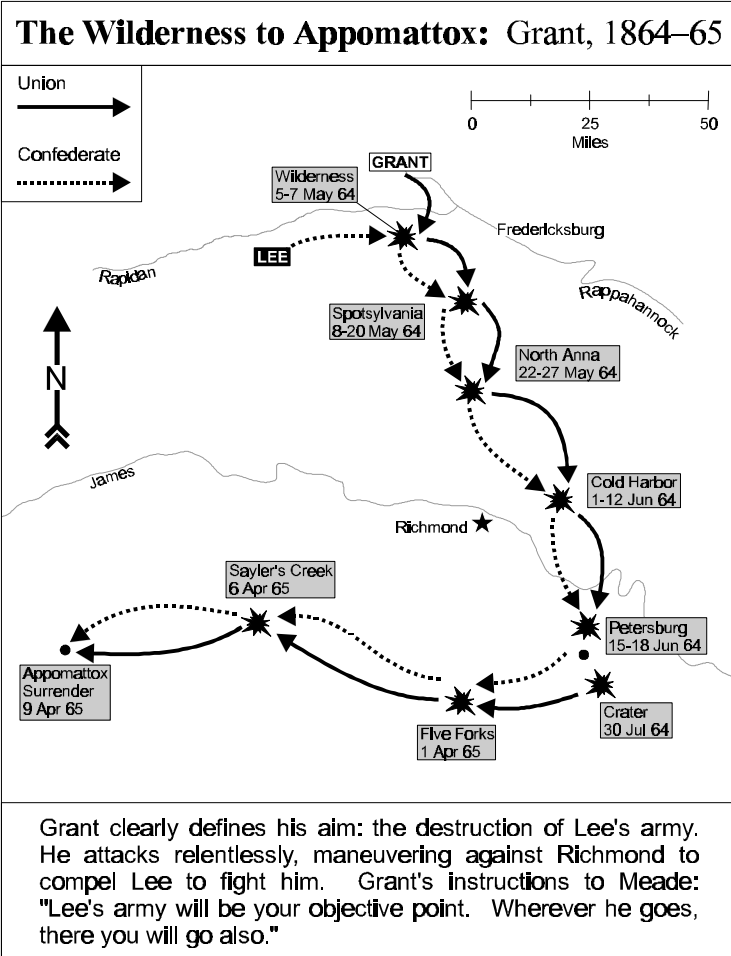 The Wilderness to Appomattox: Grant, 1864–65
Union
Confederate
0 25 50
Miles
GRANT
Wilderness
5-7 May 64
Fredericksburg
LEE
Rapidan
Rappahannock
Spotsylvania
8-20 May 64
North Anna
22-27 May 64
N
James
Cold Harbor
1-12 Jun 64
Richmond
Sayler's Creek
6 Apr 65
Petersburg
15-18 Jun 64
Appomattox
Surrender
9 Apr 65
Crater
30 Jul 64
Five Forks
1 Apr 65
Grant clearly defines his aim: the destruction of Lee's army.
He attacks relentlessly, maneuvering against Richmond to
compel Lee to fight him. Grant's instructions to Meade:
"Lee's army will be your objective point. Wherever he goes,
there you will go also."